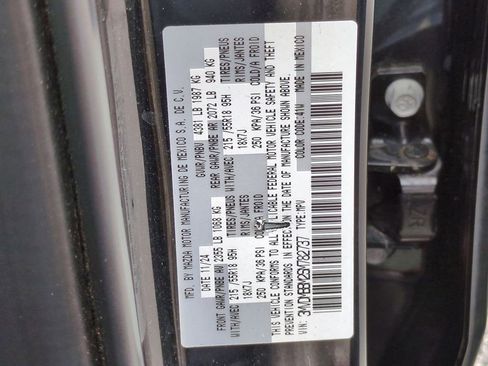 MFD. BY MAZDA MOTOR MANUFACTURING DE MEXICO S.A. DE C.V.
DATE 11/24 GVWR/PNBV 4381 LB 1987 KG
FRONT GAWR/PNBE AV 2355 LB 1068 KG REAR GAWR/PNBE AR 2072 LB 940 KG
WITH/AVEC 215/55R18 95H TIRES/PNEUS WITH/AVEC 215/55R18 95H TIRES/PNEUS
18X7J RIMS/JANTES 18X7J RIMS/JANTES
250 KPA/36 PSI COLD/A FROID 250 KPA/36 PSI COLD/A FROID
THIS VEHICLE CONFORMS TO ALL APPLICABLE FEDERAL MOTOR VEHICLE SAFETY AND THEFT
PREVENTION STANDARDS IN EFFECT ON THE DATE OF MANUFACTURE SHOWN ABOVE.
VIN: TYPE:MPV COLOR:41W MADE IN MEXICO